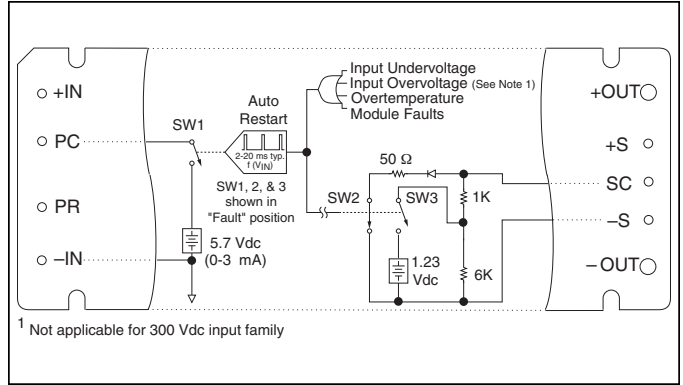 Input Undervoltage
Input Overvoltage (See Note 1)
Overtemperature
Module Faults
+IN
+OUT
Auto
Restart
PC
SW1
2-20 ms typ.
f (VIN)
+S
50 Ω
SW1, 2, & 3
shown in
"Fault" position
SW2
SW3
1K
SC
PR
–S
5.7 Vdc
(0-3 mA)
1.23
Vdc
6K
–IN
–OUT
1 Not applicable for 300 Vdc input family